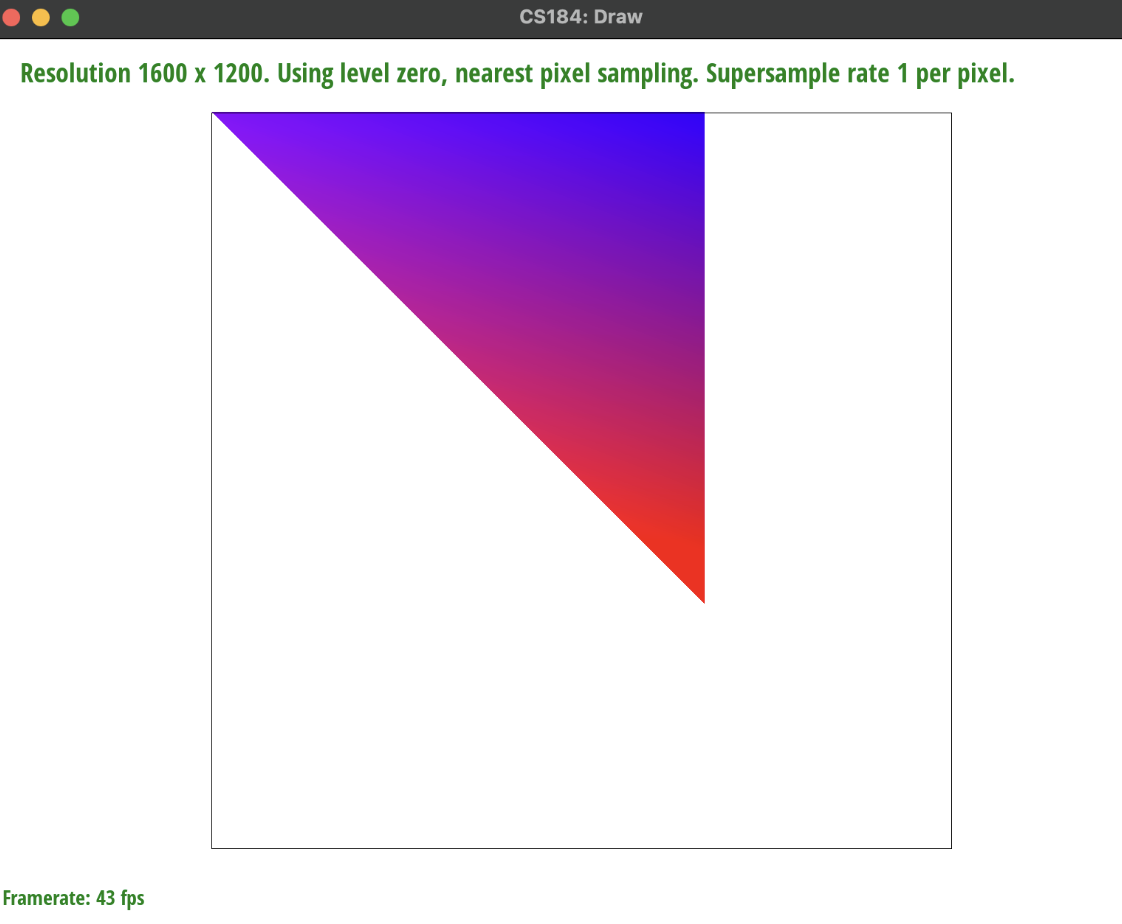 CS184: Draw
Resolution 1600 x 1200. Using level zero, nearest pixel sampling. Supersample rate 1 per pixel.
Framerate: 43 fps